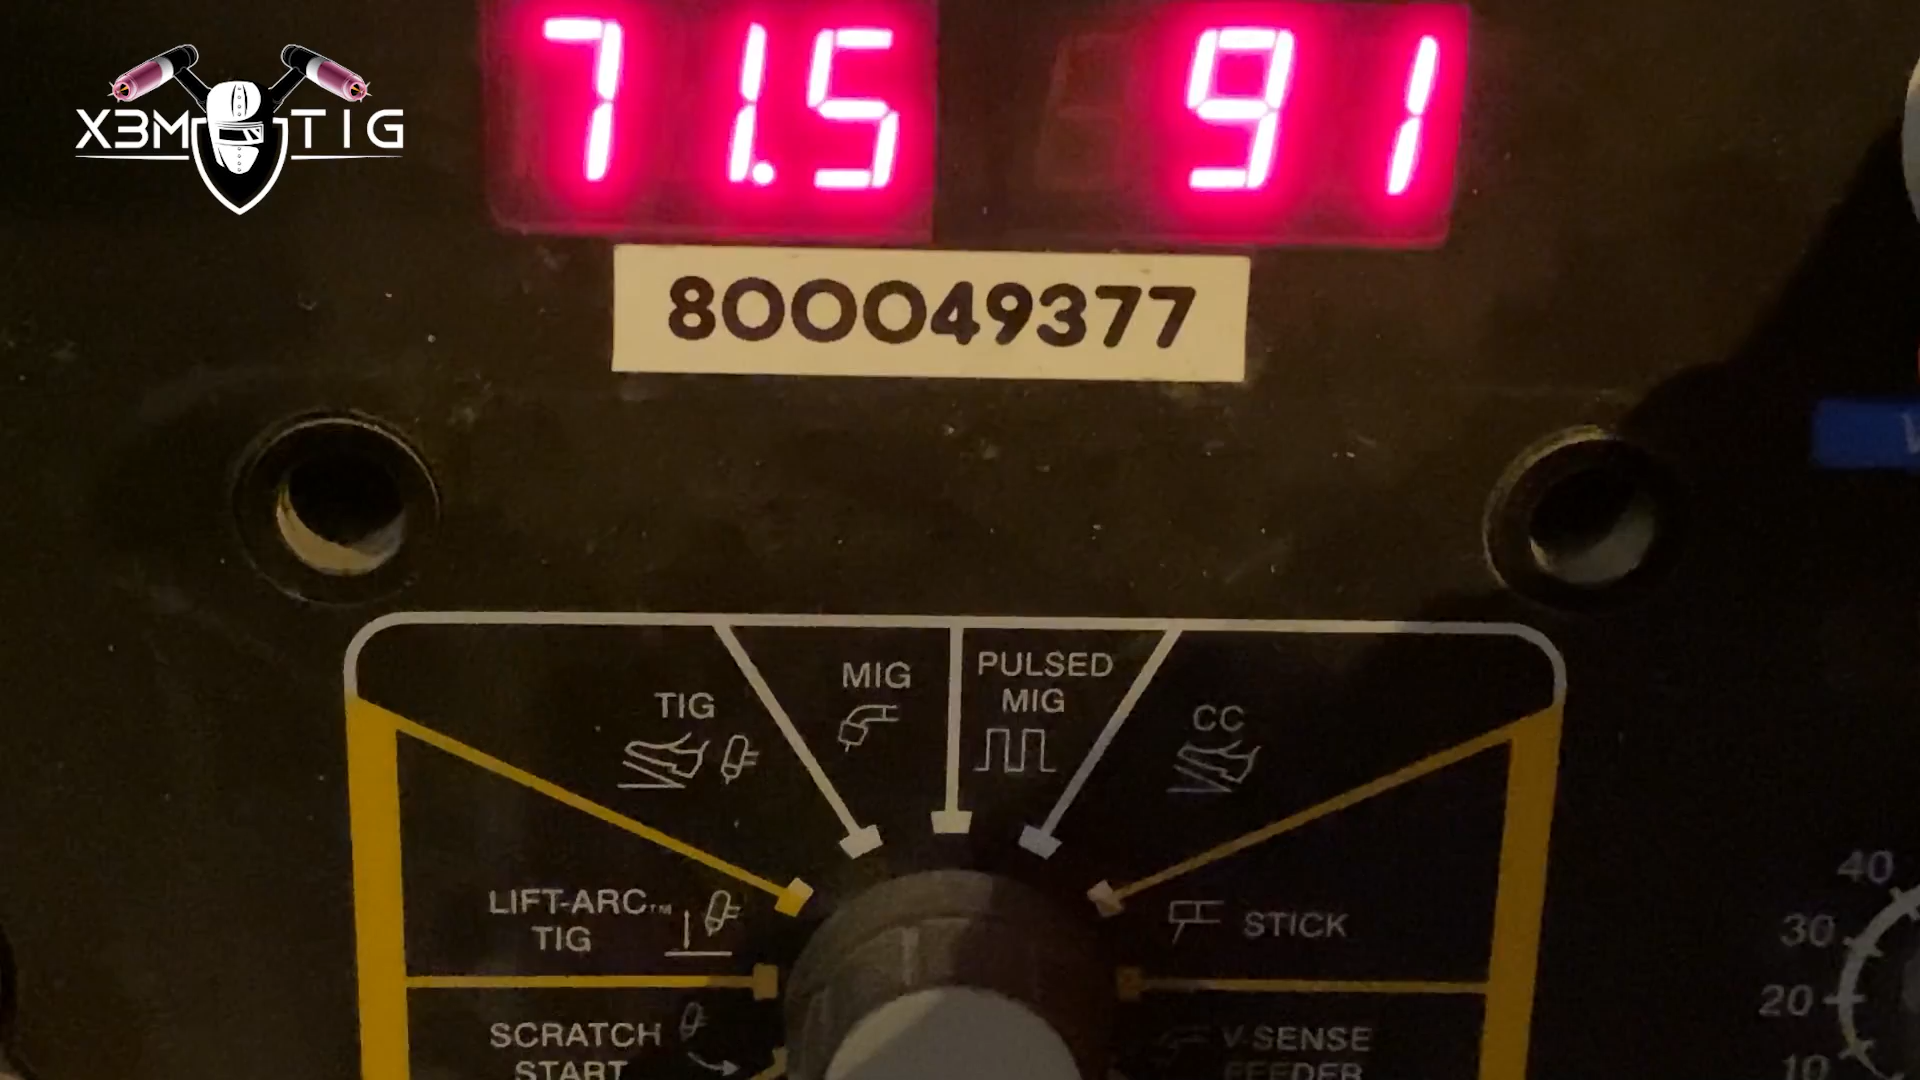 X3M TIG
71.5 91
800049377
TIG
MIG
PULSED
MIG
CC
LIFT-ARC™
TIG
STICK
SCRATCH
START
V-SENSE
FEEDER
40
30
20
10